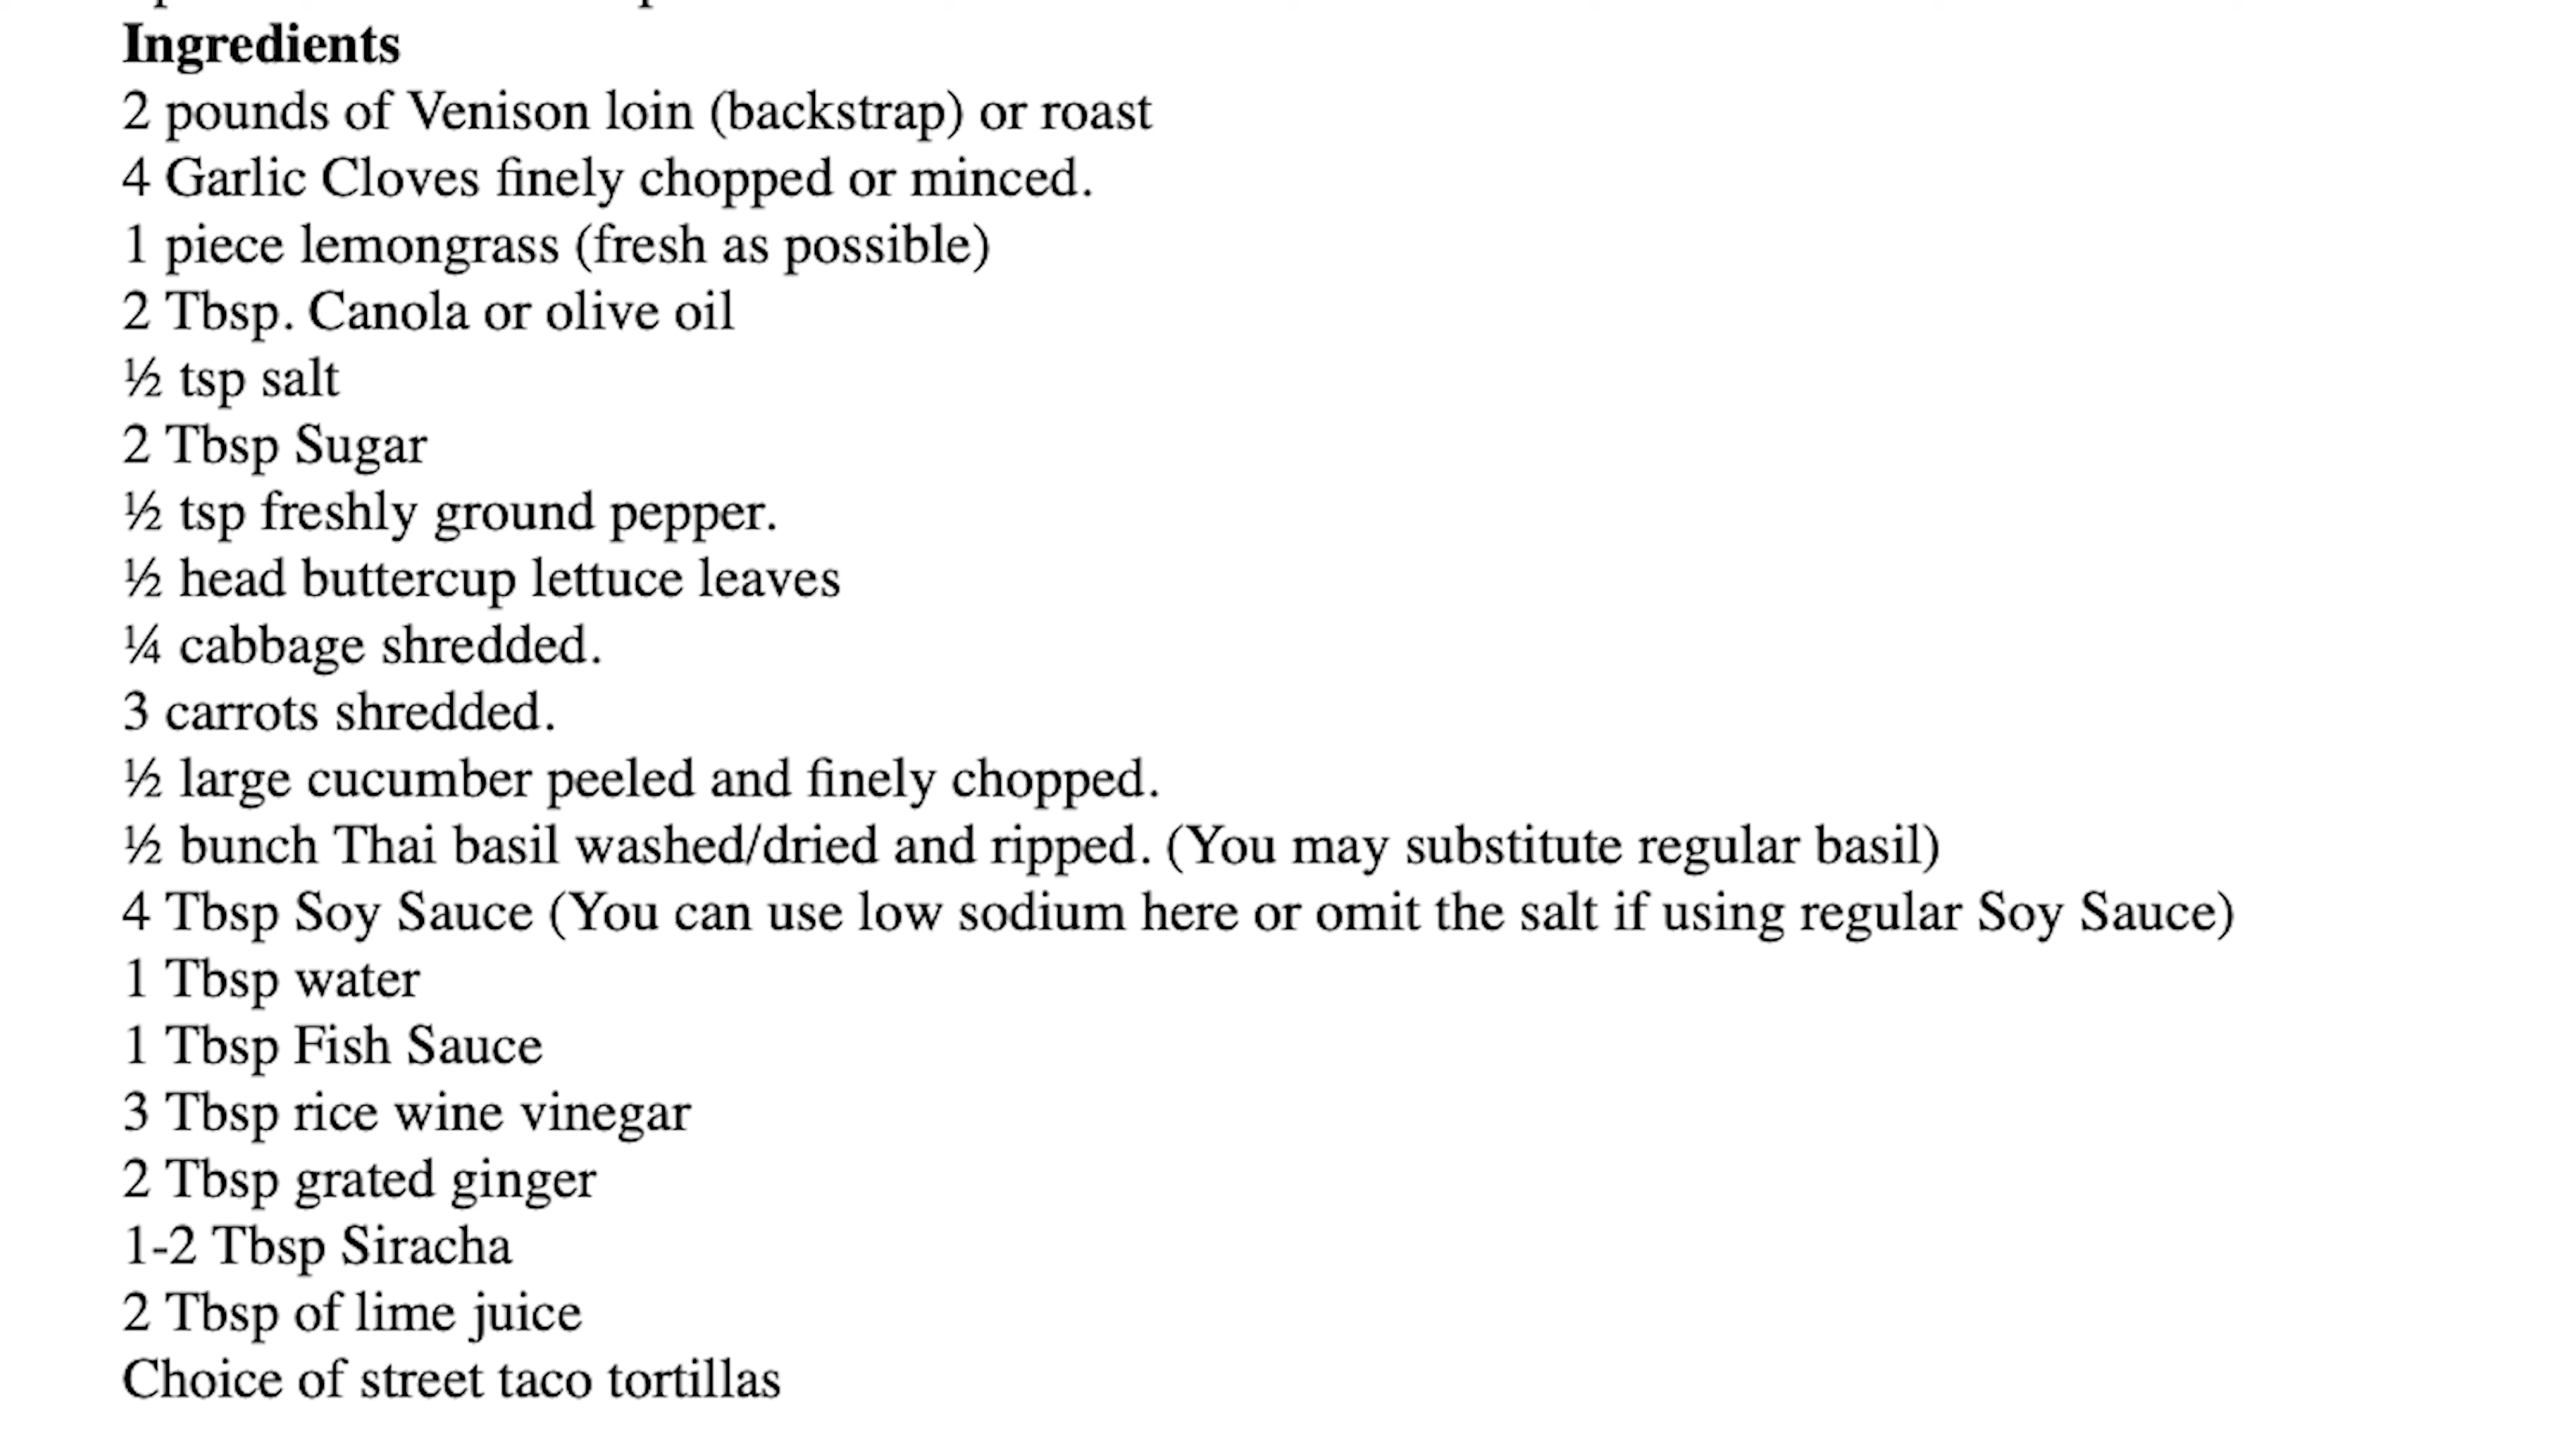 Ingredients
2 pounds of Venison loin (backstrap) or roast
4 Garlic Cloves finely chopped or minced.
1 piece lemongrass (fresh as possible)
2 Tbsp. Canola or olive oil
½ tsp salt
2 Tbsp Sugar
½ tsp freshly ground pepper.
½ head buttercup lettuce leaves
¼ cabbage shredded.
3 carrots shredded.
½ large cucumber peeled and finely chopped.
½ bunch Thai basil washed/dried and ripped. (You may substitute regular basil)
4 Tbsp Soy Sauce (You can use low sodium here or omit the salt if using regular Soy Sauce)
1 Tbsp water
1 Tbsp Fish Sauce
3 Tbsp rice wine vinegar
2 Tbsp grated ginger
1-2 Tbsp Siracha
2 Tbsp of lime juice
Choice of street taco tortillas